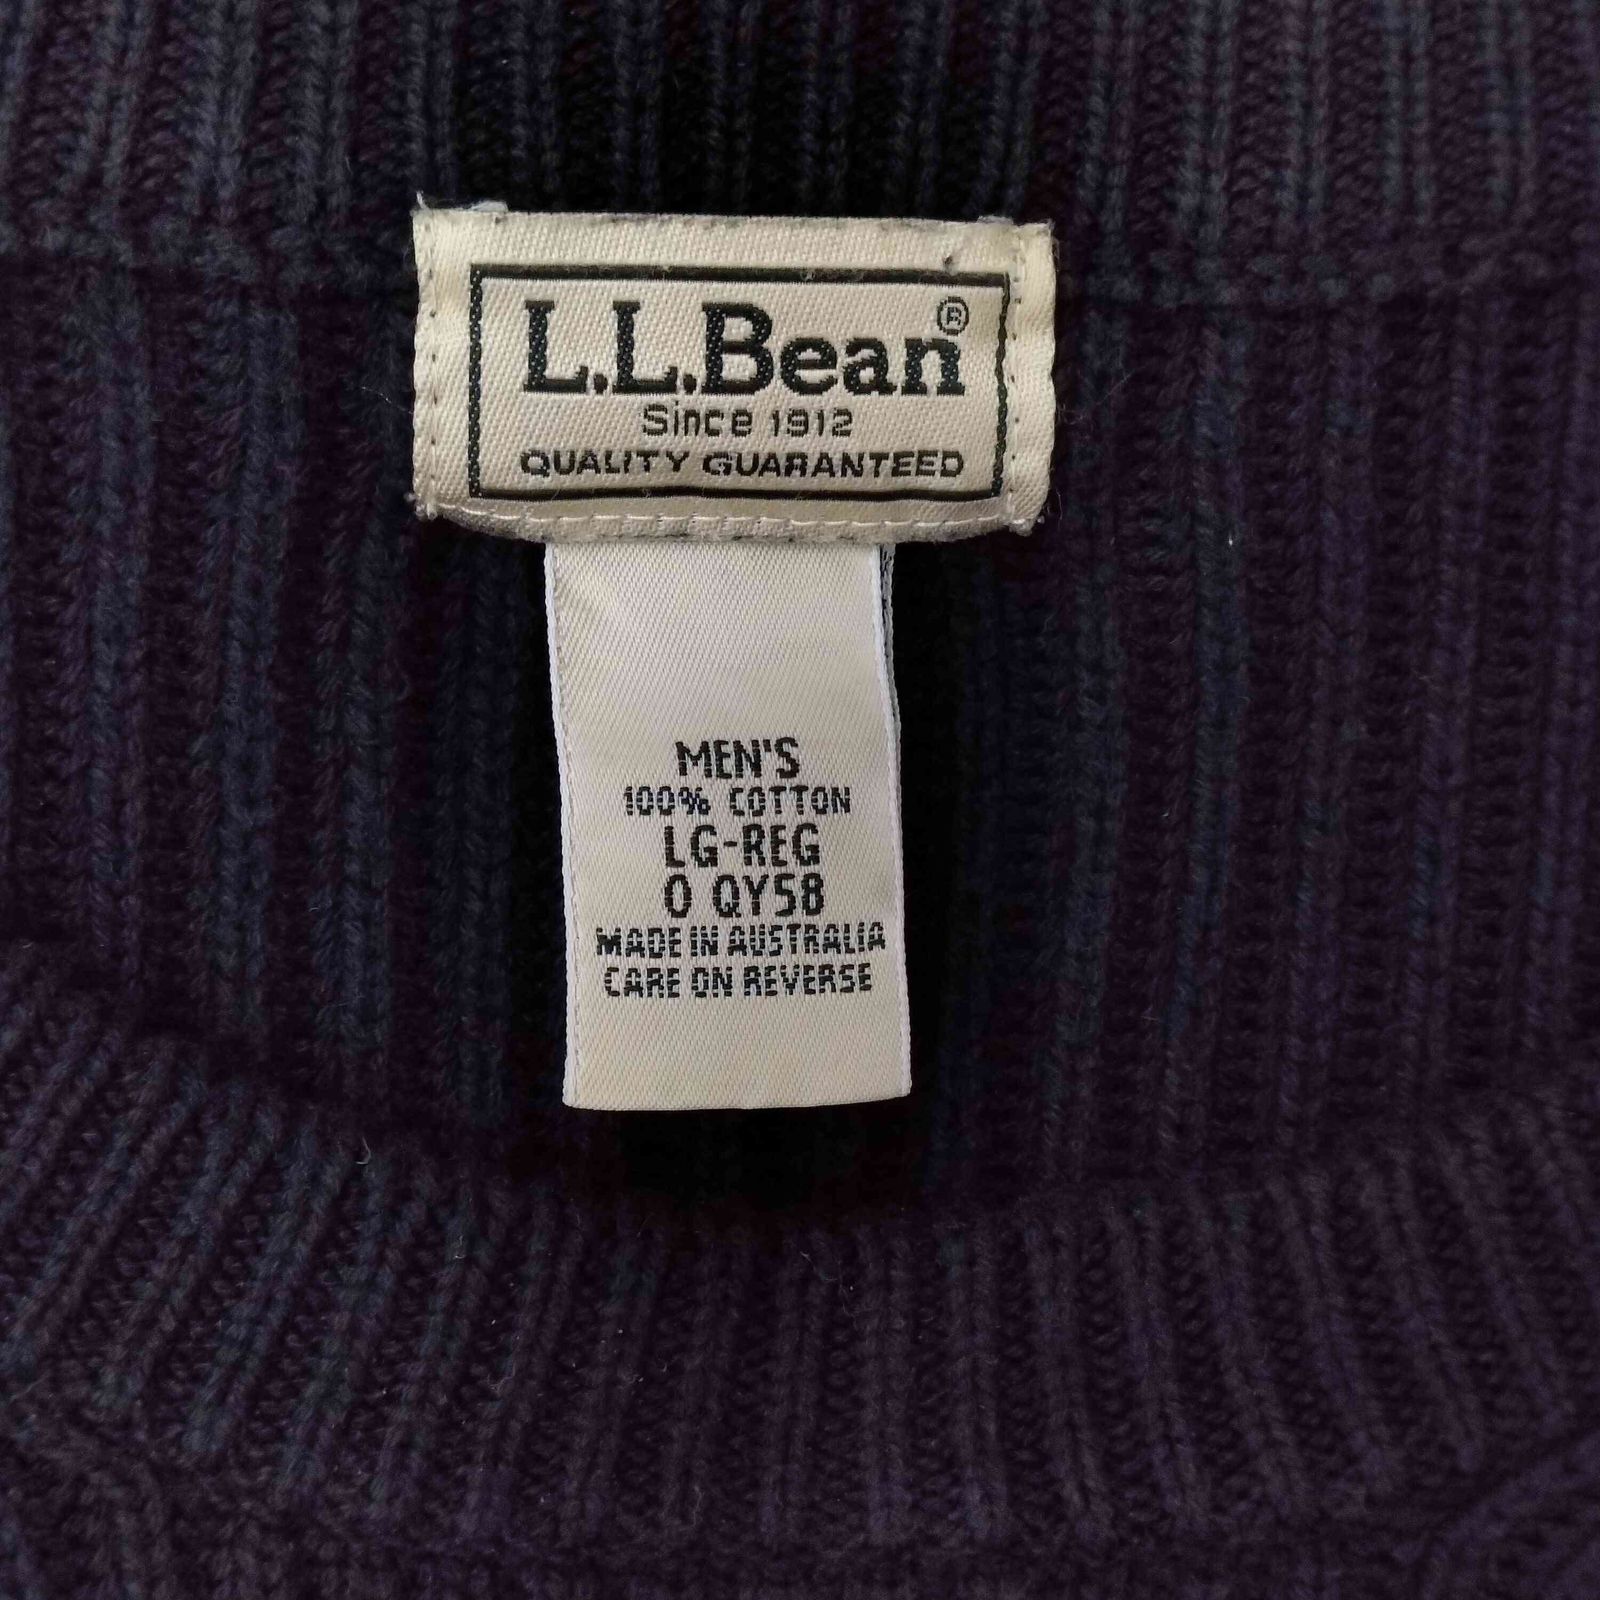 L.L.Bean®
Since 1912
QUALITY GUARANTEED
MEN'S
100% COTTON
LG-REG
0 QY58
MADE IN AUSTRALIA
CARE ON REVERSE